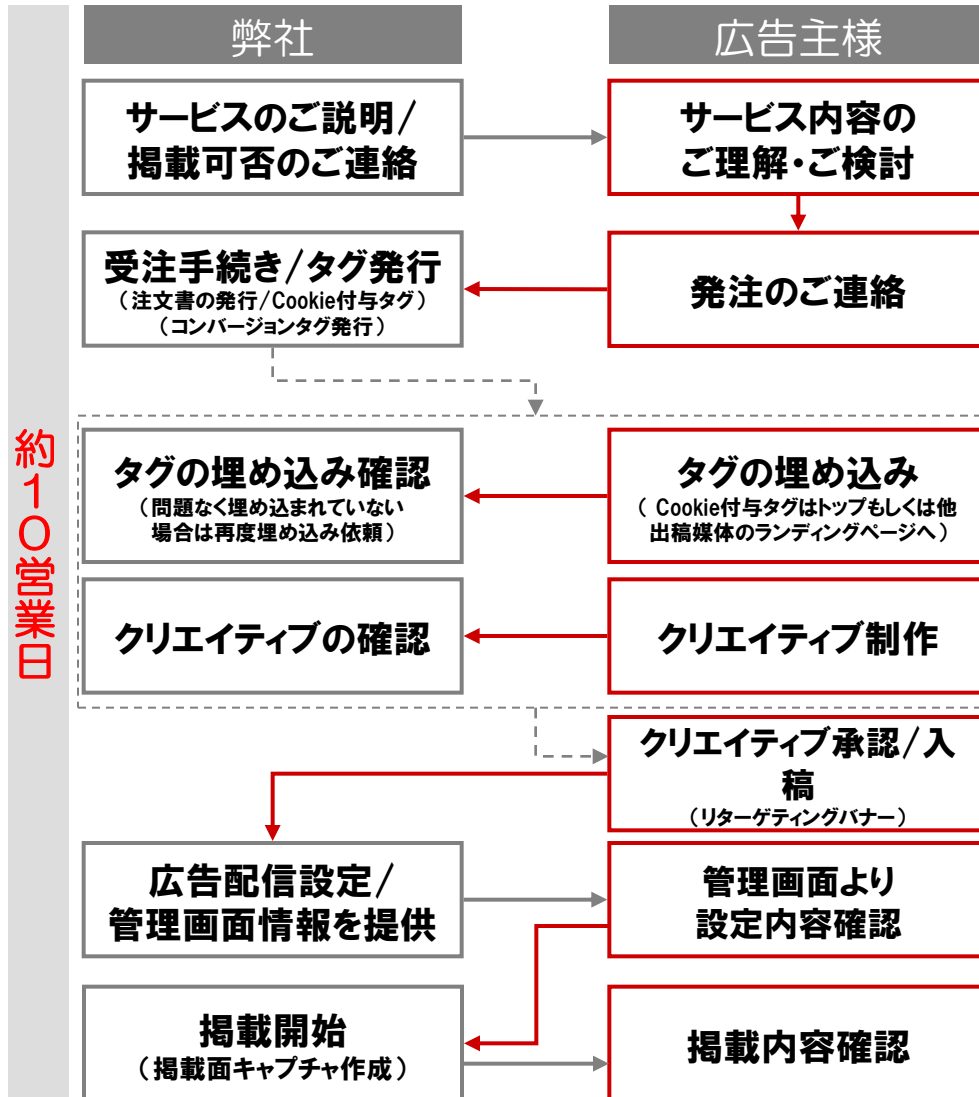 弊社
広告主様
サービスのご説明/
掲載可否のご連絡
サービス内容の
ご理解・ご検討
受注手続き/タグ発行
（注文書の発行/Cookie付与タグ）
（コンバージョンタグ発行）
発注のご連絡
約10営業日
タグの埋め込み確認
（問題なく埋め込まれていない
場合は再度埋め込み依頼）
タグの埋め込み
（ Cookie付与タグはトップもしくは他
出稿媒体のランディングページへ）
クリエイティブの確認
クリエイティブ制作
クリエイティブ承認/入
稿
（リターゲティングバナー）
広告配信設定/
管理画面情報を提供
管理画面より
設定内容確認
掲載開始
（掲載面キャプチャ作成）
掲載内容確認